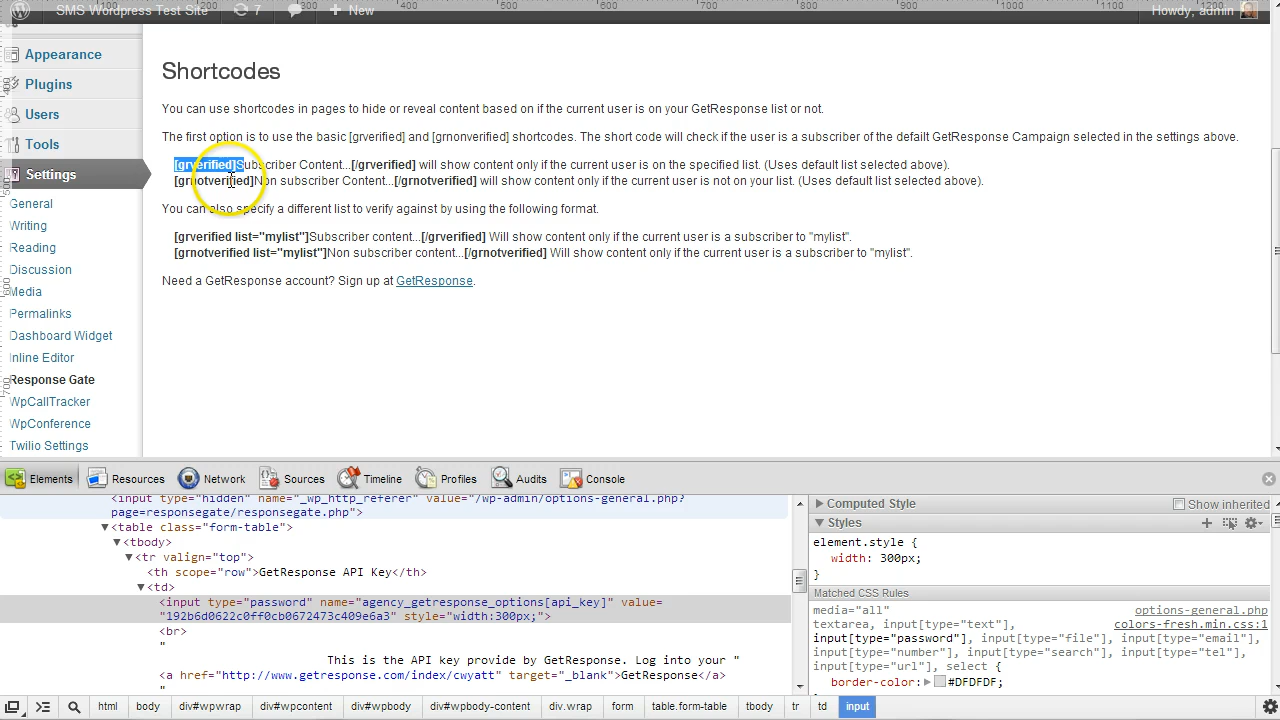 SMS Wordpress Test Site
7
New
Howdy, admin
Appearance
Plugins
Users
Tools
Settings
General
Writing
Reading
Discussion
Media
Permalinks
Dashboard Widget
Inline Editor
Response Gate
WpCallTracker
WpConference
Twilio Settings
Shortcodes
You can use shortcodes in pages to hide or reveal content based on if the current user is on your GetResponse list or not.
The first option is to use the basic [grverified] and [grnonverified] shortcodes. The short code will check if the user is a subscriber of the default GetResponse Campaign selected in the settings above.
[grverified]Subscriber Content...[/grverified] will show content only if the current user is on the specified list. (Uses default list selected above).
[grnotverified]Non subscriber Content...[/grnotverified] will show content only if the current user is not on your list. (Uses default list selected above).
You can also specify a different list to verify against by using the following format.
[grverified list="mylist"]Subscriber content...[/grverified] Will show content only if the current user is a subscriber to "mylist".
[grnotverified list="mylist"]Non subscriber content...[/grnotverified] Will show content only if the current user is a subscriber to "mylist".
Need a GetResponse account? Sign up at GetResponse.
Elements Resources Network Sources Timeline Profiles Audits Console
<input type="hidden" name="_wp_http_referer" value="/wp-admin/options-general.php?
page=responsegate/responsegate.php">
▼<table class="form-table">
▼<tbody>
▼<tr valign="top">
<th scope="row">GetResponse API Key</th>
▼<td>
<input type="password" name="agency_getresponse_options[api_key]" value=
"192b6d0622c0ff0cb0672473c409e6a3" style="width:300px;">
<br>
"
This is the API key provide by GetResponse. Log into your "
<a href="http://www.getresponse.com/index/cwyatt" target="_blank">GetResponse</a>
"
▶Computed Style Show inherited
▼Styles
element.style {
width: 300px;
}
Matched CSS Rules
media="all" options-general.php
textarea, input[type="text"], colors-fresh.min.css:1
input[type="password"], input[type="file"], input[type="email"],
input[type="number"], input[type="search"], input[type="tel"],
input[type="url"], select {
border-color:▶ #DFDFDF;
html body div#wpwrap div#wpcontent div#wpbody div#wpbody-content div.wrap form table.form-table tbody tr td input